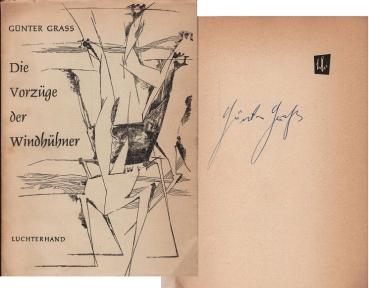 GÜNTER GRASS
Die
Vorzüge
der
Windhühner
LUCHTERHAND
Günter Grass